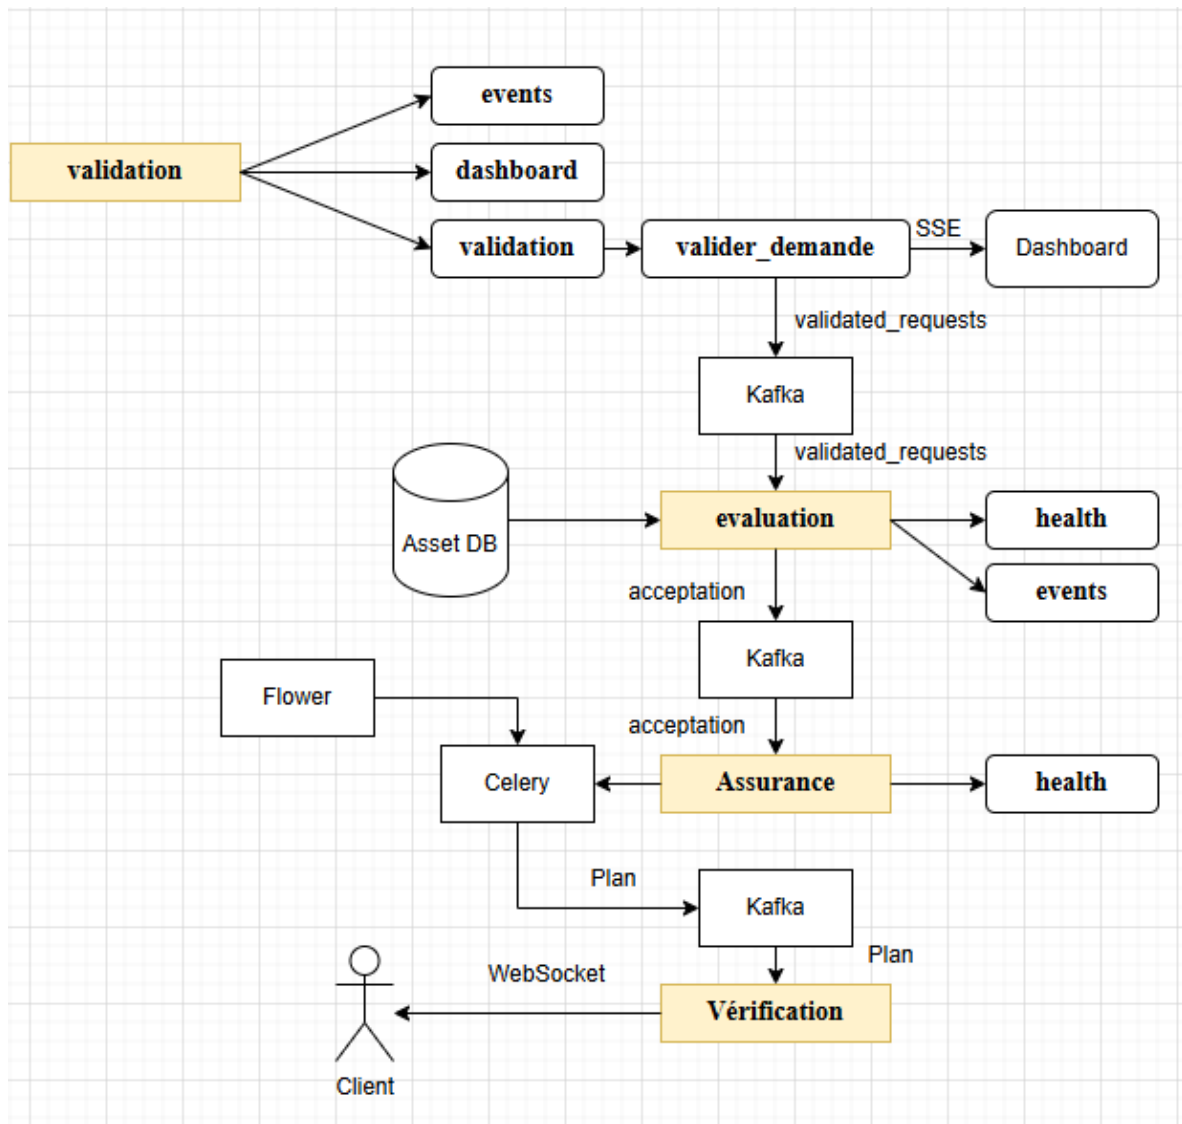 events
validation
dashboard
validation
valider_demande
SSE
Dashboard
validated_requests
Kafka
validated_requests
Asset DB
evaluation
health
events
acceptation
Kafka
Flower
acceptation
Celery
Assurance
health
Plan
Kafka
Plan
WebSocket
Vérification
Client